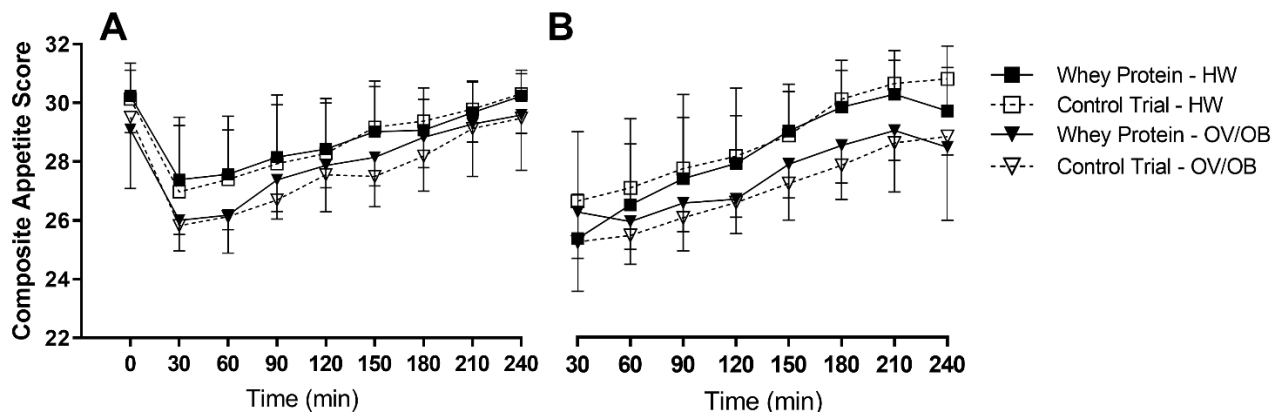 A
B
Composite Appetite Score
32
30
28
26
24
22
0 30 60 90 120 150 180 210 240
Time (min)
30 60 90 120 150 180 210 240
Time (min)
Whey Protein - HW
Control Trial - HW
Whey Protein - OV/OB
Control Trial - OV/OB